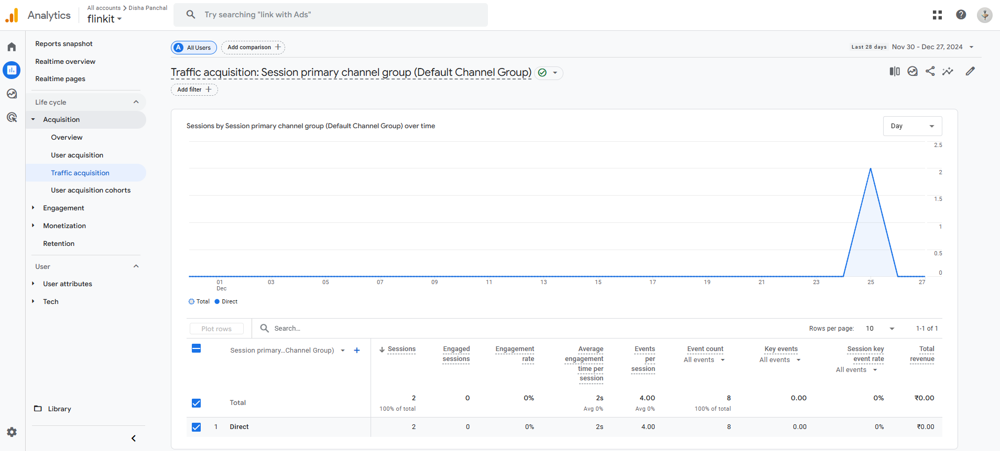 Analytics
All accounts > Disha Panchal
flinkit
Try searching "link with Ads"
Reports snapshot
Realtime overview
Realtime pages
Life cycle
Acquisition
Overview
User acquisition
Traffic acquisition
User acquisition cohorts
Engagement
Monetization
Retention
User
User attributes
Tech
Library
A All Users
Add comparison +
Last 28 days Nov 30 - Dec 27, 2024
Traffic acquisition: Session primary channel group (Default Channel Group)
Add filter +
Sessions by Session primary channel group (Default Channel Group) over time
Day
2.5
2
1.5
1
0.5
0
01 03 05 07 09 11 13 15 17 19 21 23 25 27
Dec
Total Direct
Plot rows
Search...
Rows per page: 10 1-1 of 1
Session primary...Channel Group) +
Sessions
Engaged
sessions
Engagement
rate
Average
engagement
time per
session
Events
per
session
Event count
All events
Key events
All events
Session key
event rate
All events
Total
revenue
Total 2 0 0% 2s 4.00 8 0.00 0% ₹0.00
100% of total Avg 0% Avg 0% 100% of total
1 Direct 2 0 0% 2s 4.00 8 0.00 0% ₹0.00